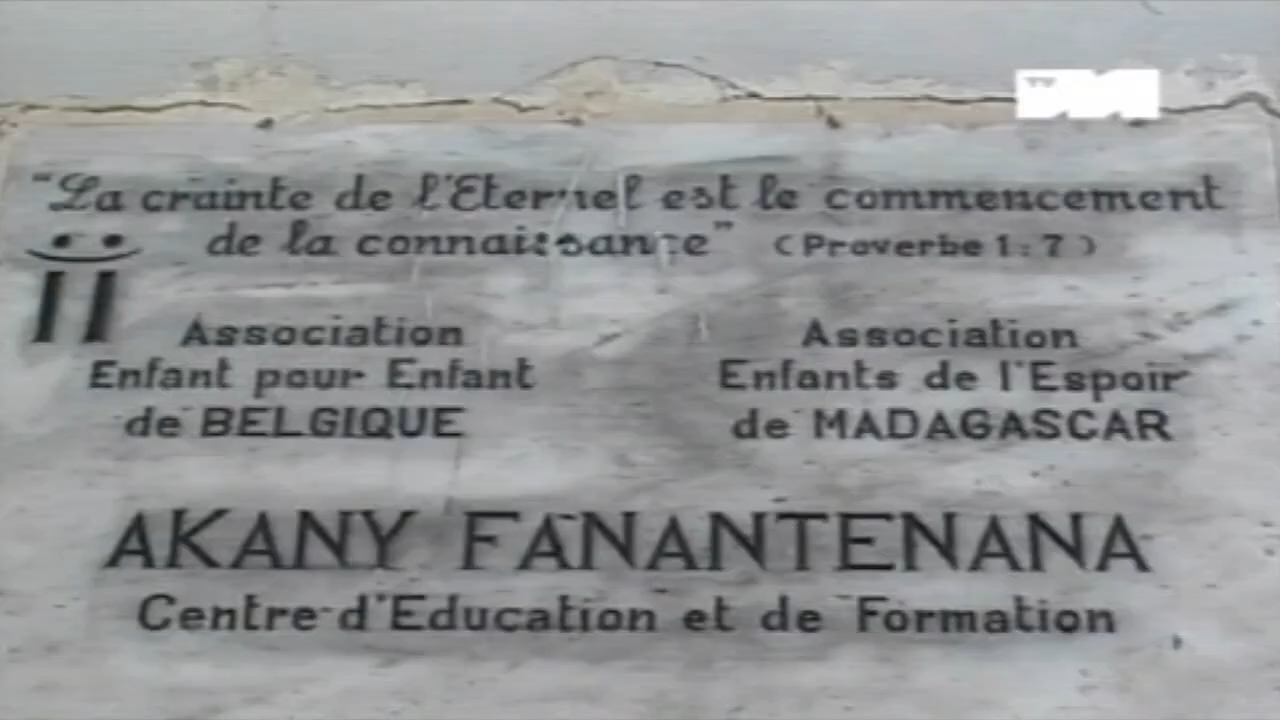 "La crainte de l'Eternel est le commencement
de la connaissance" (Proverbe 1:7)
Association
Enfant pour Enfant
de BELGIQUE
Association
Enfants de l'Espoir
de MADAGASCAR
AKANY FANANTENANA
Centre d'Education et de Formation